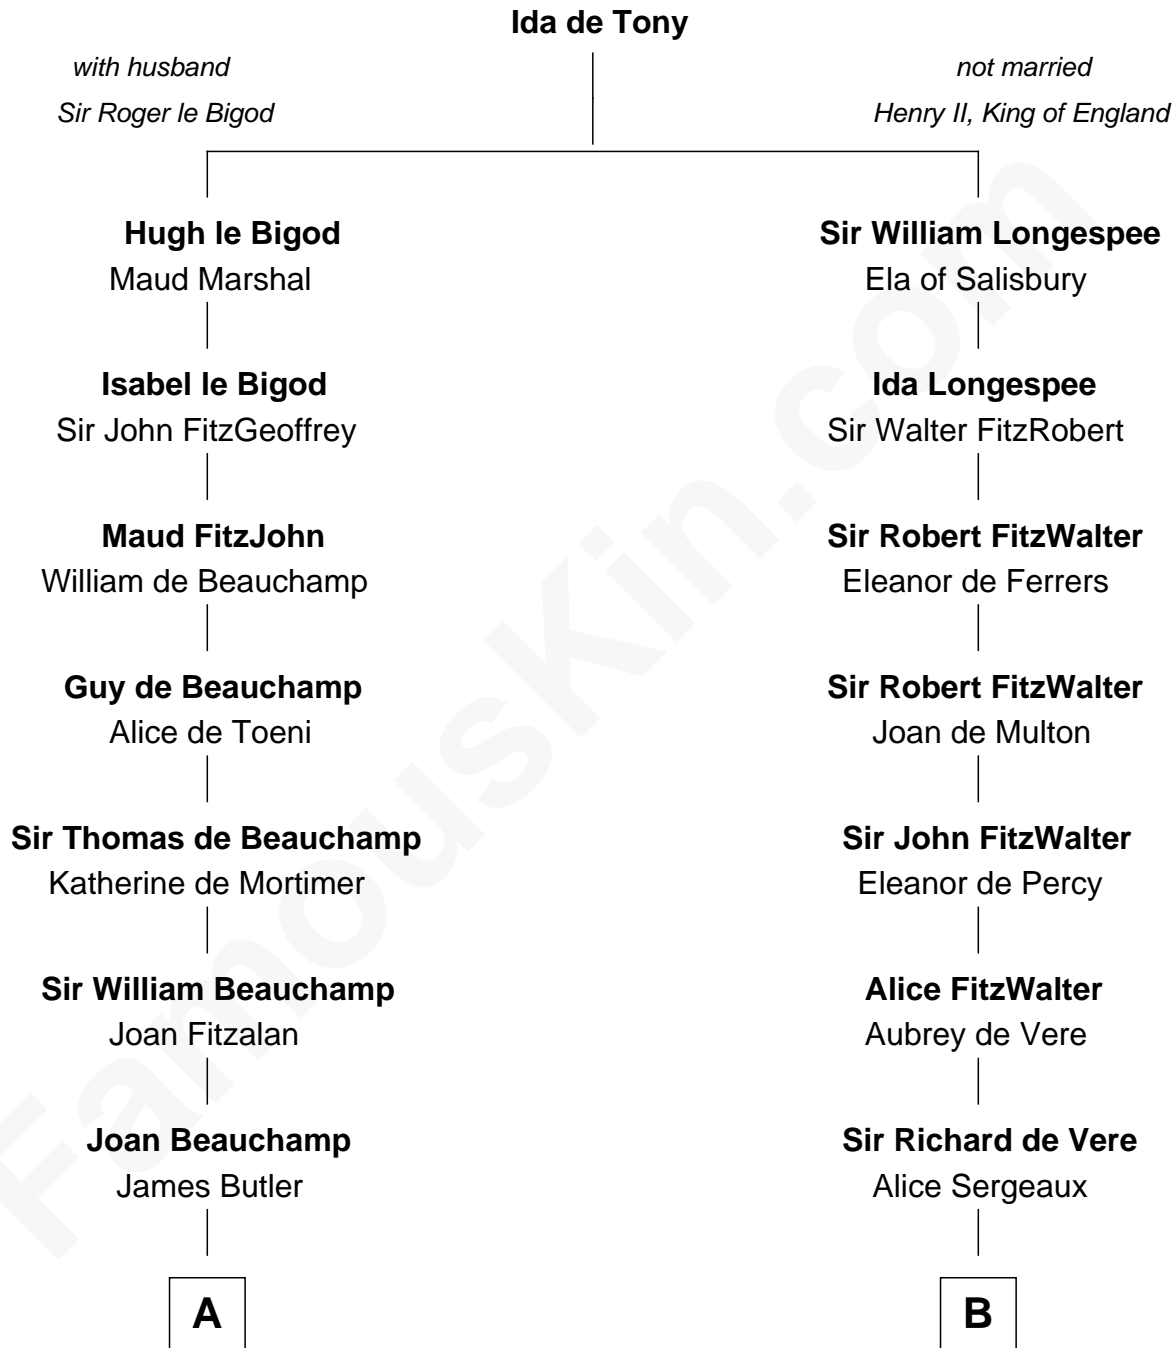 Ida de Tony
with husband
Sir Roger le Bigod
not married
Henry II, King of England
Hugh le Bigod
Maud Marshal
Sir William Longespee
Ela of Salisbury
Isabel le Bigod
Sir John FitzGeoffrey
Ida Longespee
Sir Walter FitzRobert
Maud FitzJohn
William de Beauchamp
Sir Robert FitzWalter
Eleanor de Ferrers
Guy de Beauchamp
Alice de Toeni
Sir Robert FitzWalter
Joan de Multon
Sir Thomas de Beauchamp
Katherine de Mortimer
Sir John FitzWalter
Eleanor de Percy
Sir William Beauchamp
Joan Fitzalan
Alice FitzWalter
Aubrey de Vere
Joan Beauchamp
James Butler
Sir Richard de Vere
Alice Sergeaux
A
B
FamousKin.com